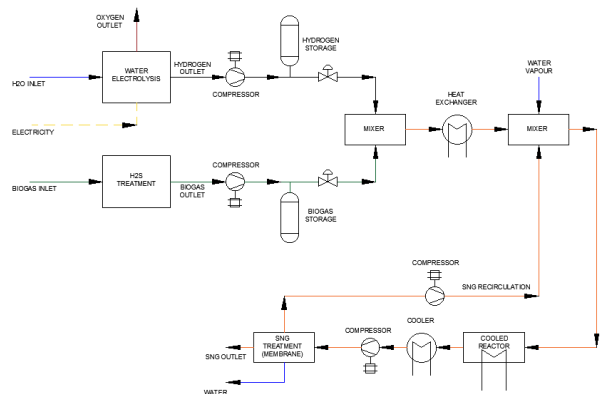 OXYGEN
OUTLET
WATER
ELECTROLYSIS
HYDROGEN
OUTLET
H2O INLET
ELECTRICITY
COMPRESSOR
HYDROGEN
STORAGE
MIXER
HEAT
EXCHANGER
WATER
VAPOUR
MIXER
BIOGAS INLET
H2S
TREATMENT
BIOGAS
OUTLET
COMPRESSOR
BIOGAS
STORAGE
COMPRESSOR
SNG RECIRCULATION
SNG OUTLET
SNG
TREATMENT
(MEMBRANE)
WATER
COMPRESSOR
COOLER
COOLED
REACTOR